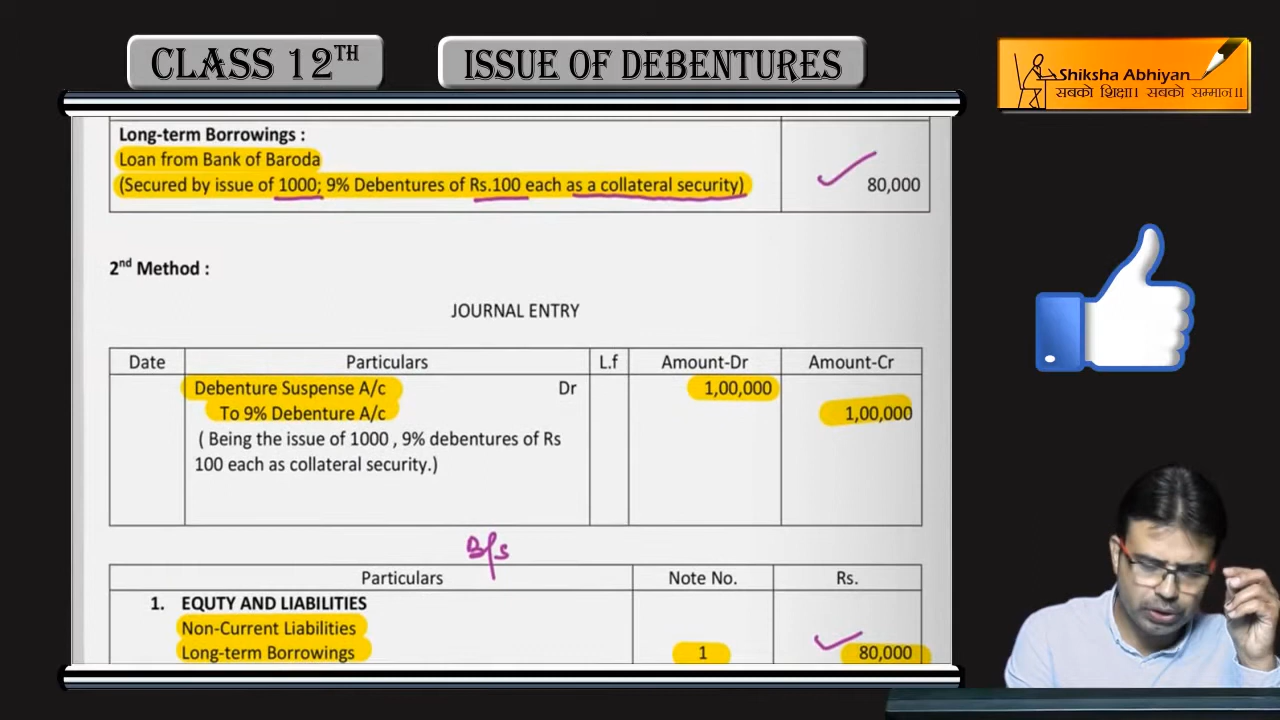 CLASS 12TH
ISSUE OF DEBENTURES
Shiksha Abhiyan
सबको शिक्षा। सबको सम्मान।।
Long-term Borrowings :
Loan from Bank of Baroda
(Secured by issue of 1000; 9% Debentures of Rs.100 each as a collateral security) 80,000
2nd Method :
JOURNAL ENTRY
Date Particulars L.f Amount-Dr Amount-Cr
Debenture Suspense A/c Dr 1,00,000
To 9% Debenture A/c 1,00,000
( Being the issue of 1000 , 9% debentures of Rs
100 each as collateral security.)
B/s
Particulars Note No. Rs.
1. EQUTY AND LIABILITIES
Non-Current Liabilities
Long-term Borrowings 1 80,000